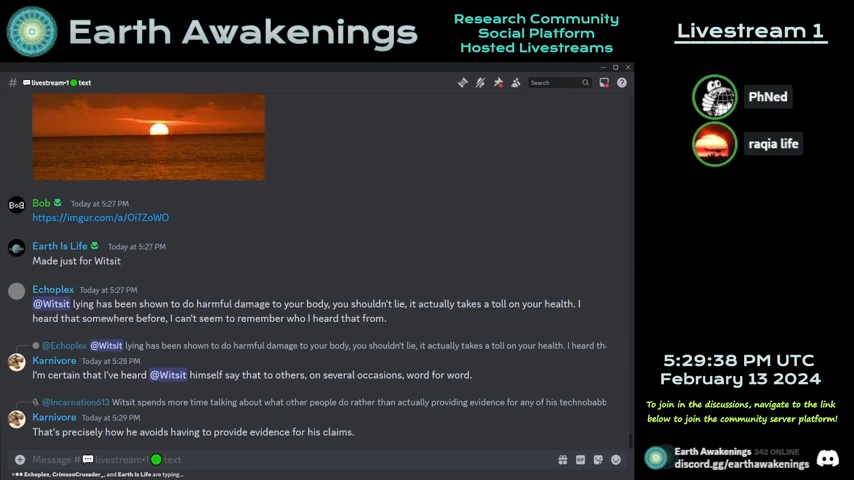 Earth Awakenings
Research Community
Social Platform
Hosted Livestreams
Livestream 1
# livestream-1 text
Search
PhNed
raqia life
Bob Today at 5:27 PM
https://imgur.com/a/Oi7ZoWO
Earth Is Life Today at 5:27 PM
Made just for Witsit
Echoplex Today at 5:27 PM
@Witsit lying has been shown to do harmful damage to your body, you shouldn't lie, it actually takes a toll on your health. I
heard that somewhere before, I can't seem to remember who I heard that from.
@Echoplex @Witsit lying has been shown to do harmful damage to your body, you shouldn't lie, it actually takes a toll on your health. I heard th
Karnivore Today at 5:28 PM
I'm certain that I've heard @Witsit himself say that to others, on several occasions, word for word.
@Incarnation613 Witsit spends more time talking about what other people do rather than actually providing evidence for any of his technobabb
Karnivore Today at 5:29 PM
That's precisely how he avoids having to provide evidence for his claims.
Message # livestream-1 text
GIF
Echoplex, CrimsonCrusader_, and Earth Is Life are typing...
5:29:38 PM UTC
February 13 2024
To join in the discussions, navigate to the link
below to join the community server platform!
Earth Awakenings 342 ONLINE
discord.gg/earthawakenings